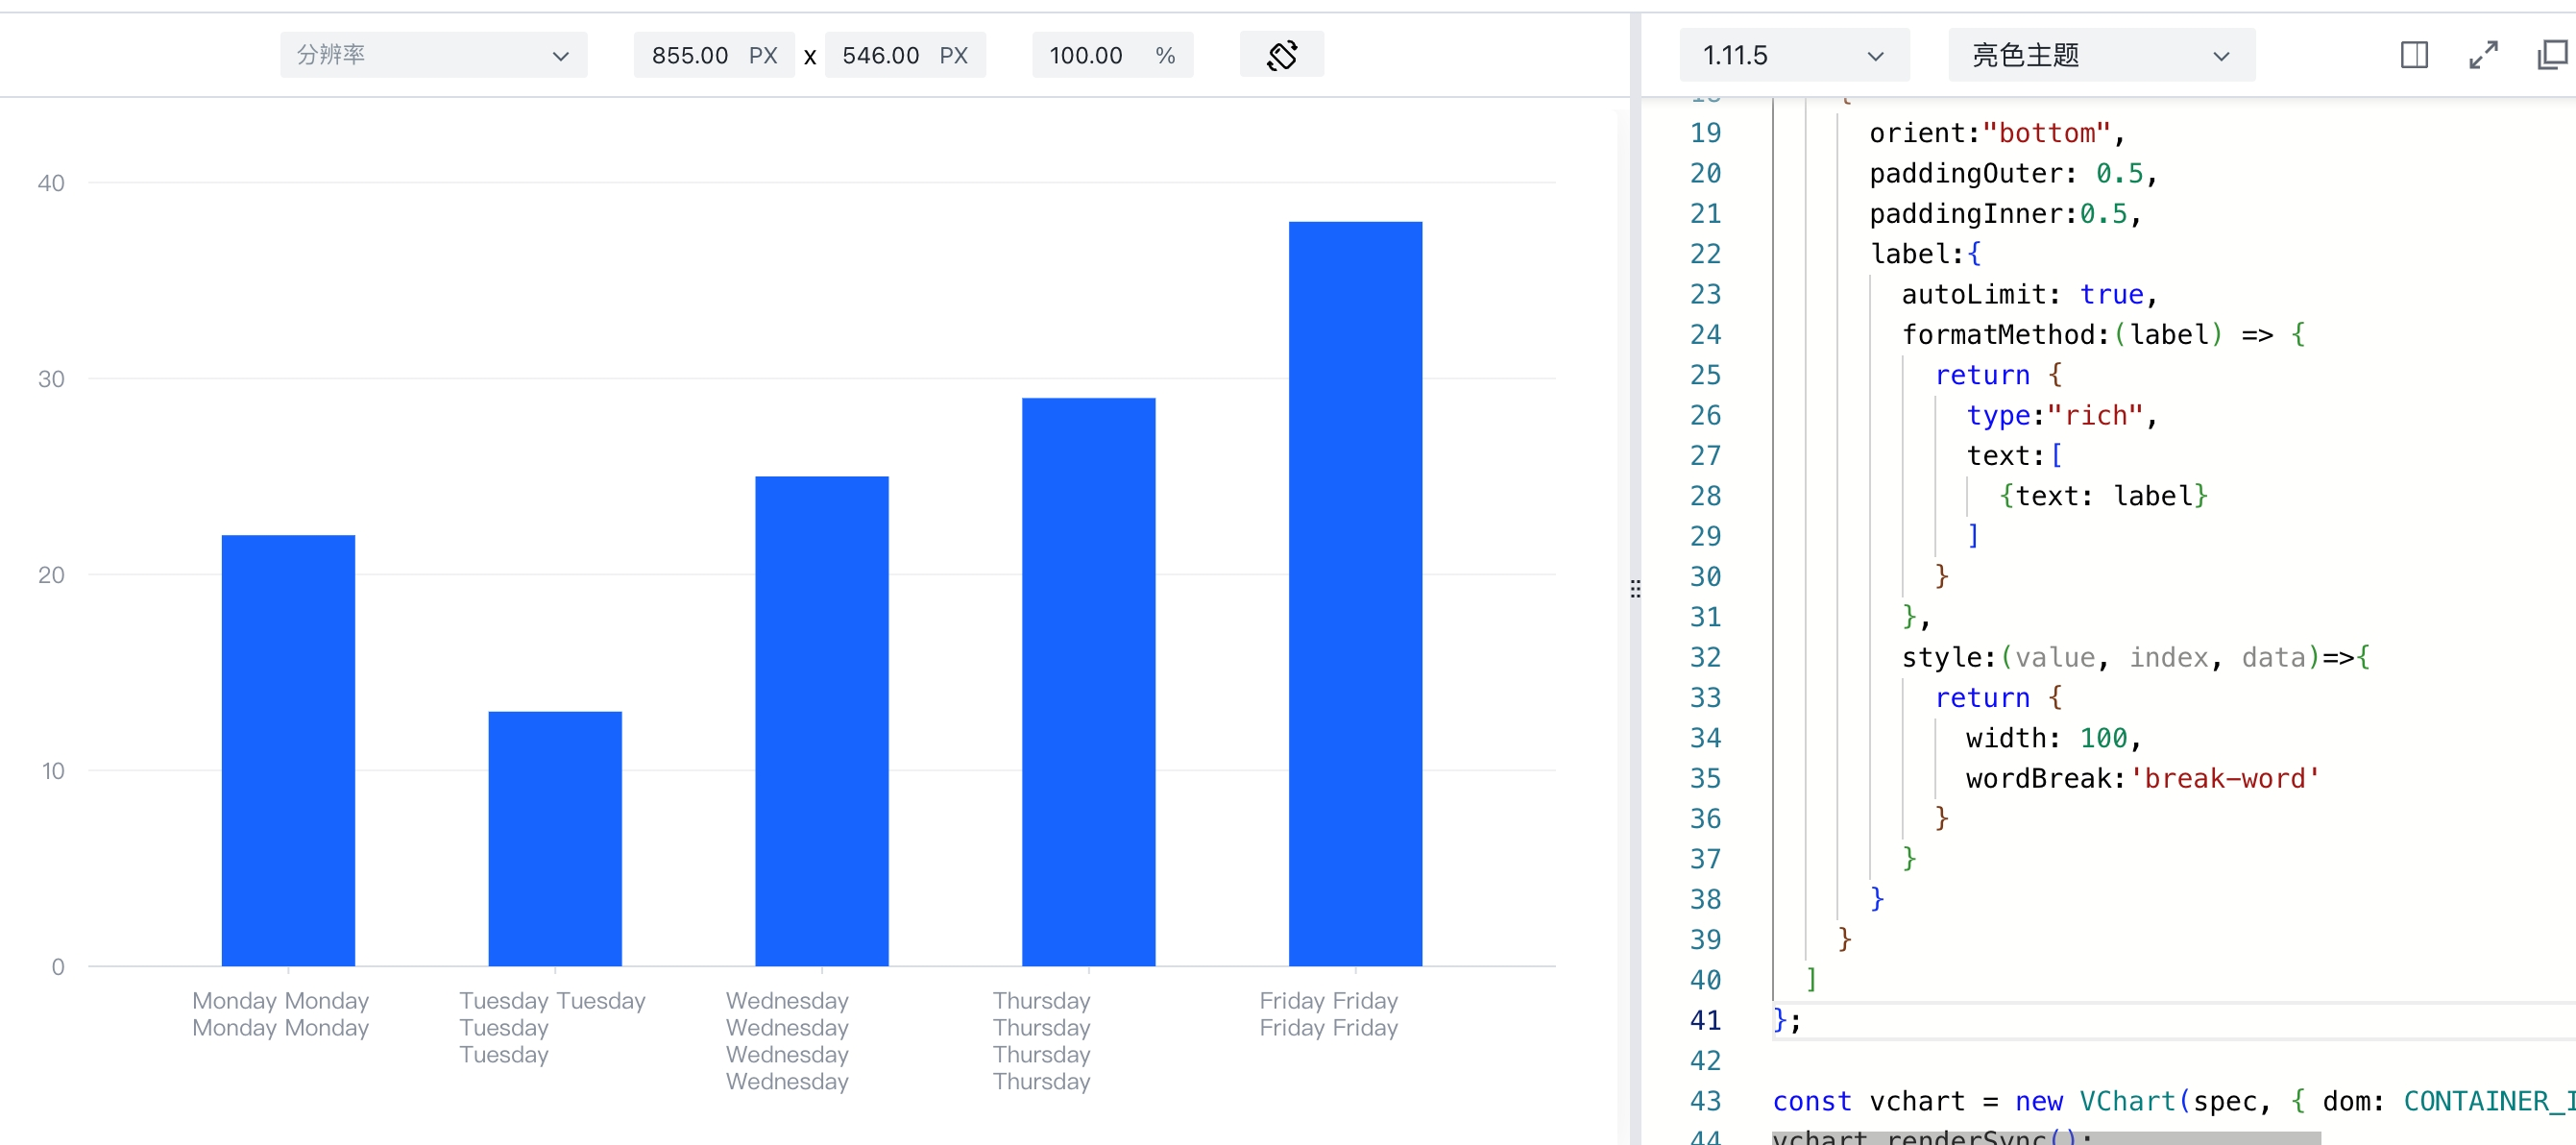 分辨率
855.00 PX x 546.00 PX
100.00 %
1.11.5
亮色主题
40
30
20
10
0
Monday Monday
Monday Monday
Tuesday Tuesday
Tuesday
Tuesday
Wednesday
Wednesday
Wednesday
Wednesday
Thursday
Thursday
Thursday
Thursday
Friday Friday
Friday Friday
18 {
19 orient:"bottom",
20 paddingOuter: 0.5,
21 paddingInner:0.5,
22 label:{
23 autoLimit: true,
24 formatMethod:(label) => {
25 return {
26 type:"rich",
27 text:[
28 {text: label}
29 ]
30 }
31 },
32 style:(value, index, data)=>{
33 return {
34 width: 100,
35 wordBreak:'break-word'
36 }
37 }
38 }
39 }
40 ]
41 };
42
43 const vchart = new VChart(spec, { dom: CONTAINER_I
44 vchart.renderSync();